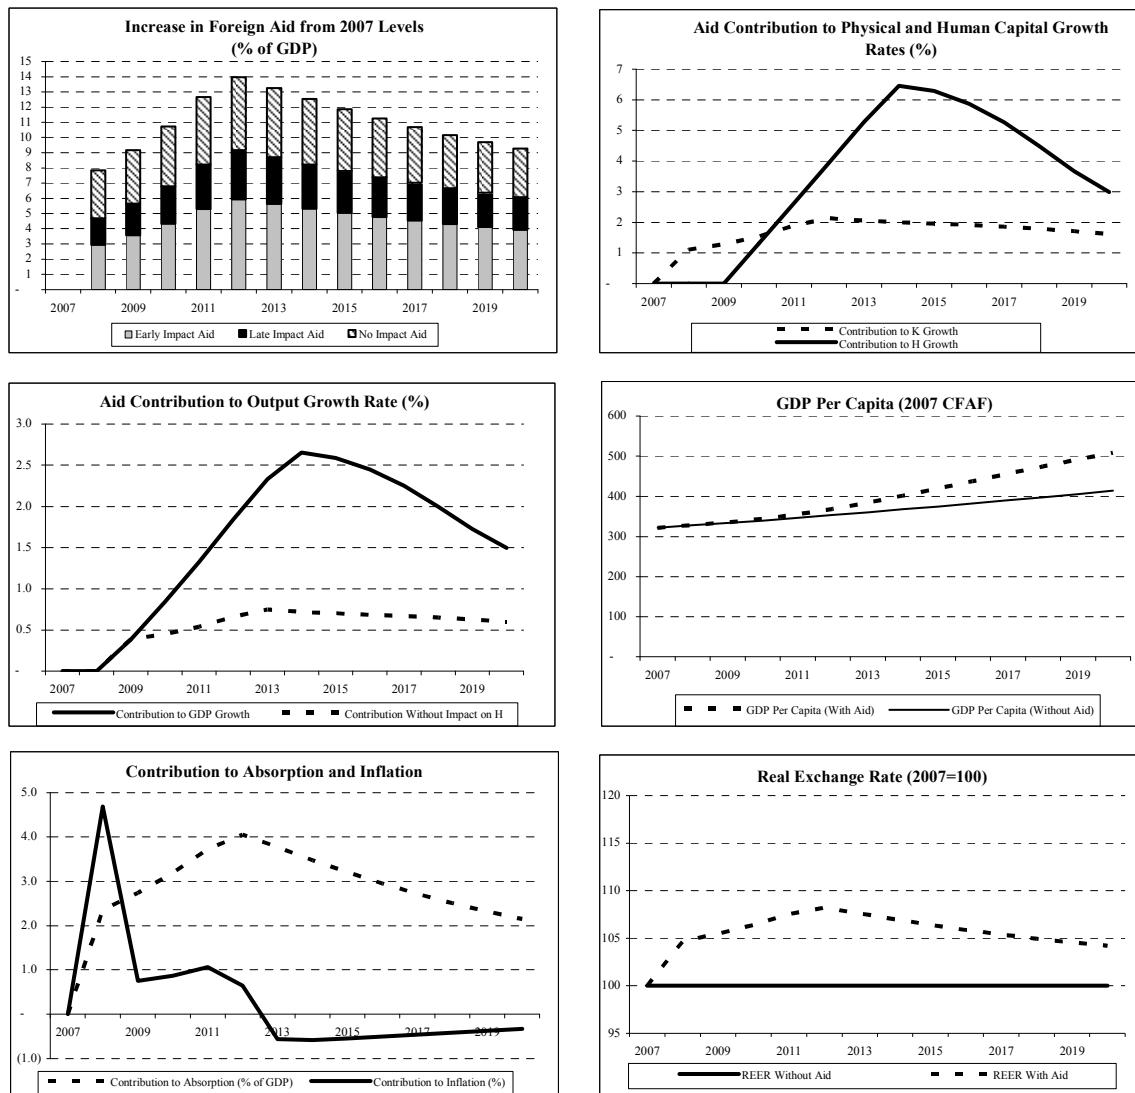 Increase in Foreign Aid from 2007 Levels
(% of GDP)
15
14
13
12
11
10
9
8
7
6
5
4
3
2
1
-
2007 2009 2011 2013 2015 2017 2019
Early Impact Aid Late Impact Aid No Impact Aid
Aid Contribution to Physical and Human Capital Growth
Rates (%)
7
6
5
4
3
2
1
-
2007 2009 2011 2013 2015 2017 2019
Contribution to K Growth
Contribution to H Growth
Aid Contribution to Output Growth Rate (%)
3.0
2.5
2.0
1.5
1.0
0.5
-
2007 2009 2011 2013 2015 2017 2019
Contribution to GDP Growth Contribution Without Impact on H
GDP Per Capita (2007 CFAF)
600
500
400
300
200
100
-
2007 2009 2011 2013 2015 2017 2019
GDP Per Capita (With Aid) GDP Per Capita (Without Aid)
Contribution to Absorption and Inflation
5.0
4.0
3.0
2.0
1.0
-
(1.0)
2007 2009 2011 2013 2015 2017 2019
Contribution to Absorption (% of GDP) Contribution to Inflation (%)
Real Exchange Rate (2007=100)
120
115
110
105
100
95
2007 2009 2011 2013 2015 2017 2019
REER Without Aid REER With Aid